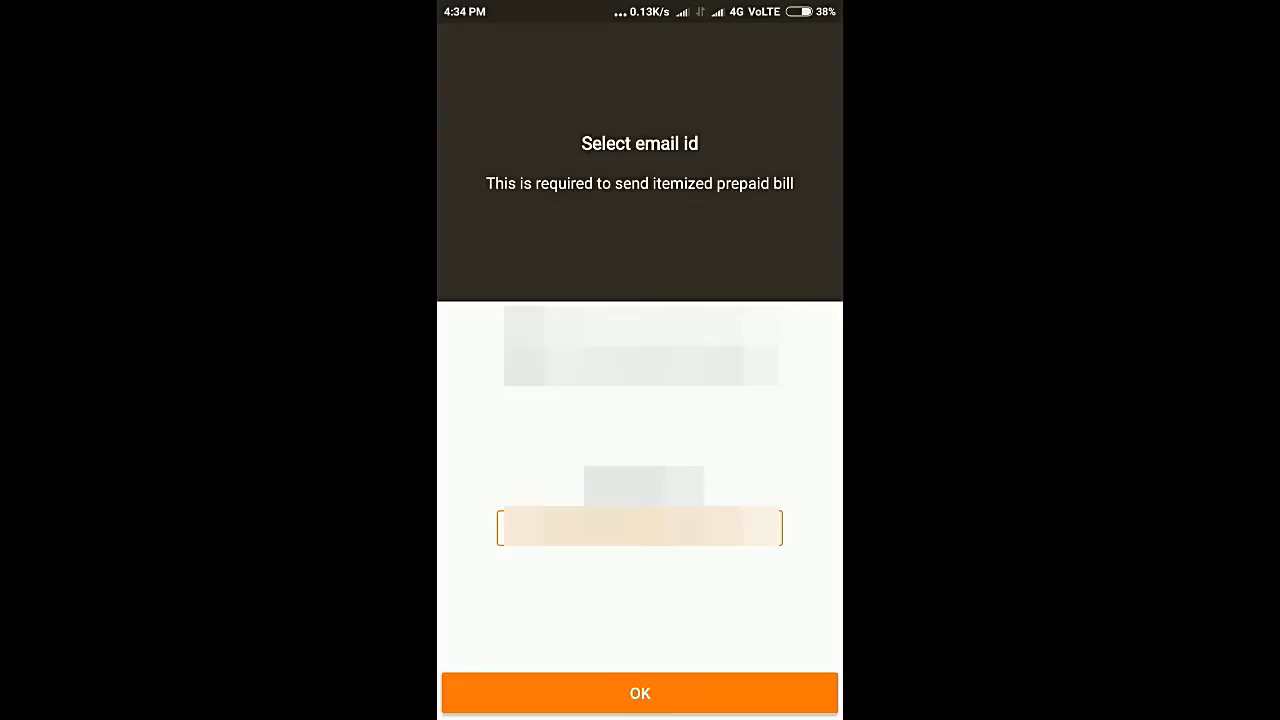 4:34 PM ... 0.13K/s 4G VoLTE 38%
Select email id
This is required to send itemized prepaid bill
OK